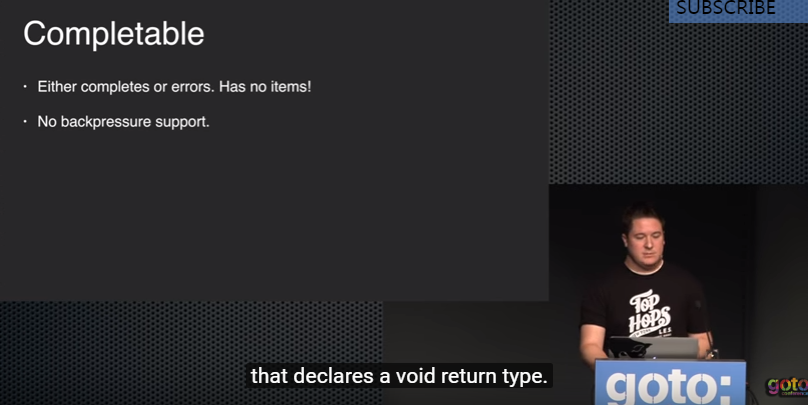 SUBSCRIBE
Completable
• Either completes or errors. Has no items!
• No backpressure support.
TOP
HOPS
that declares a void return type.
goto;
goto;